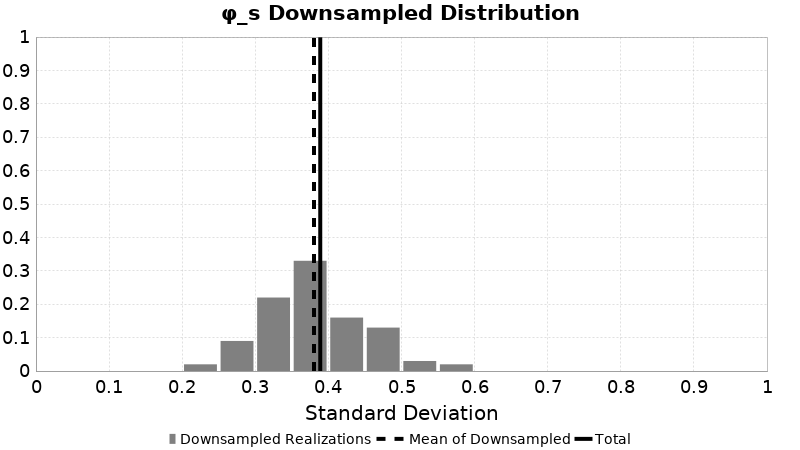 φ_s Downsampled Distribution
1
0.9
0.8
0.7
0.6
0.5
0.4
0.3
0.2
0.1
0
0 0.1 0.2 0.3 0.4 0.5 0.6 0.7 0.8 0.9 1
Standard Deviation
Downsampled Realizations Mean of Downsampled Total